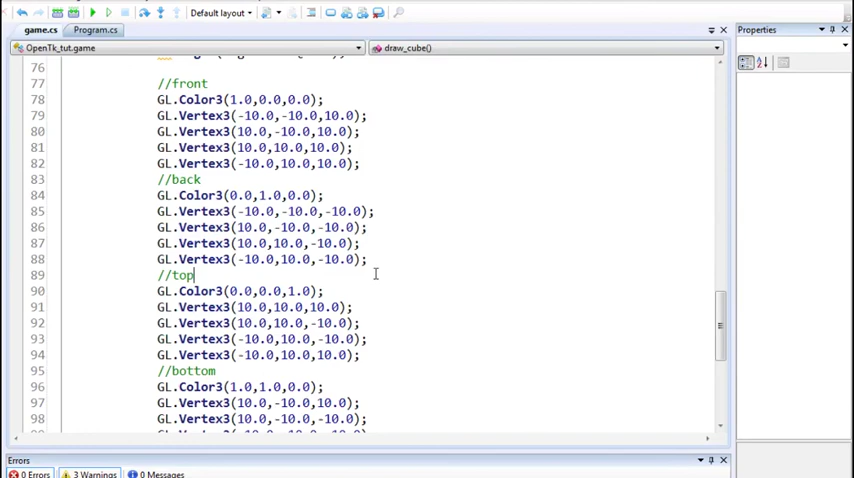 Default layout
game.cs
Program.cs
Properties
OpenTk_tut.game
draw_cube()
76
77 //front
78 GL.Color3(1.0,0.0,0.0);
79 GL.Vertex3(-10.0,-10.0,10.0);
80 GL.Vertex3(10.0,-10.0,10.0);
81 GL.Vertex3(10.0,10.0,10.0);
82 GL.Vertex3(-10.0,10.0,10.0);
83 //back
84 GL.Color3(0.0,1.0,0.0);
85 GL.Vertex3(-10.0,-10.0,-10.0);
86 GL.Vertex3(10.0,-10.0,-10.0);
87 GL.Vertex3(10.0,10.0,-10.0);
88 GL.Vertex3(-10.0,10.0,-10.0);
89 //top
90 GL.Color3(0.0,0.0,1.0);
91 GL.Vertex3(10.0,10.0,10.0);
92 GL.Vertex3(10.0,10.0,-10.0);
93 GL.Vertex3(-10.0,10.0,-10.0);
94 GL.Vertex3(-10.0,10.0,10.0);
95 //bottom
96 GL.Color3(1.0,1.0,0.0);
97 GL.Vertex3(10.0,-10.0,10.0);
98 GL.Vertex3(10.0,-10.0,-10.0);
Errors
0 Errors
3 Warnings
0 Messages